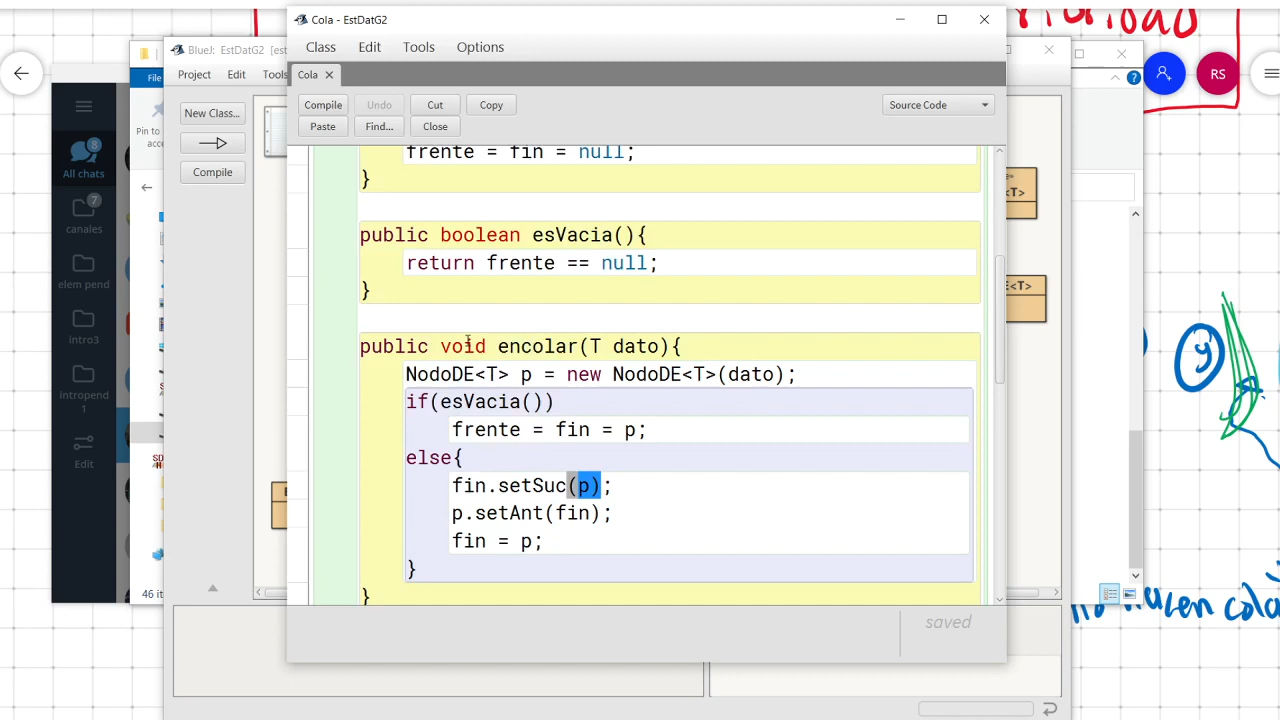 Cola - EstDatG2
Class Edit Tools Options
Cola
Compile Undo Cut Copy
Paste Find... Close
Source Code
frente = fin = null;
}
public boolean esVacia(){
return frente == null;
}
public void encolar(T dato){
NodoDE<T> p = new NodoDE<T>(dato);
if(esVacia())
frente = fin = p;
else{
fin.setSuc(p);
p.setAnt(fin);
fin = p;
}
}
saved
BlueJ: EstDatG2
Project Edit Tools
New Class...
Compile
File
Pin to
46
8
All chats
7
canales
elem pend
intro3
intropend
1
Edit
RS
<T>
E<T>
y